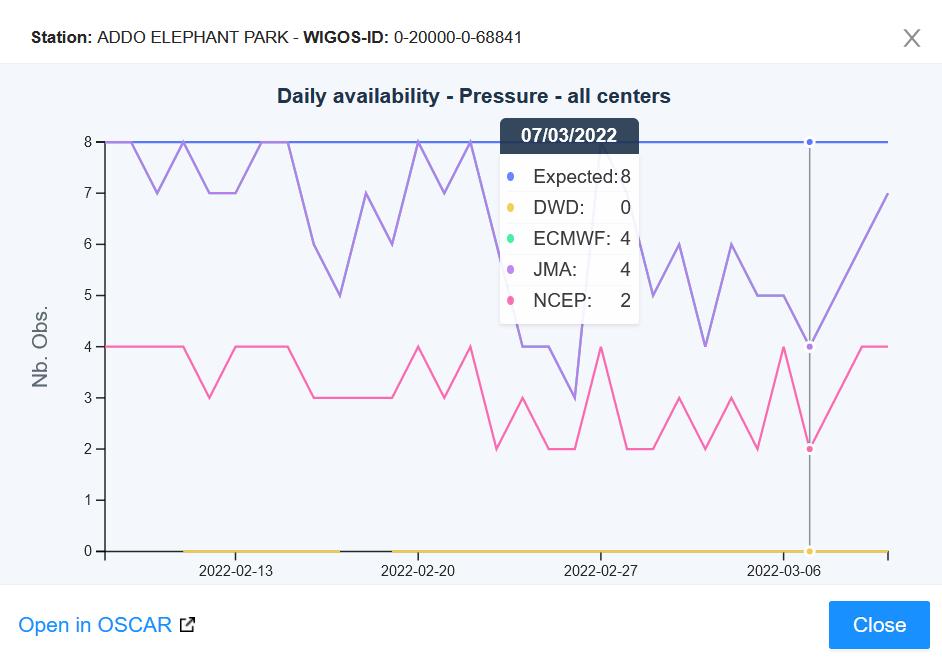 Station: ADDO ELEPHANT PARK - WIGOS-ID: 0-20000-0-68841
Daily availability - Pressure - all centers
07/03/2022
Expected: 8
DWD: 0
ECMWF: 4
JMA: 4
NCEP: 2
Nb. Obs.
8
7
6
5
4
3
2
1
0
2022-02-13 2022-02-20 2022-02-27 2022-03-06
Open in OSCAR
Close